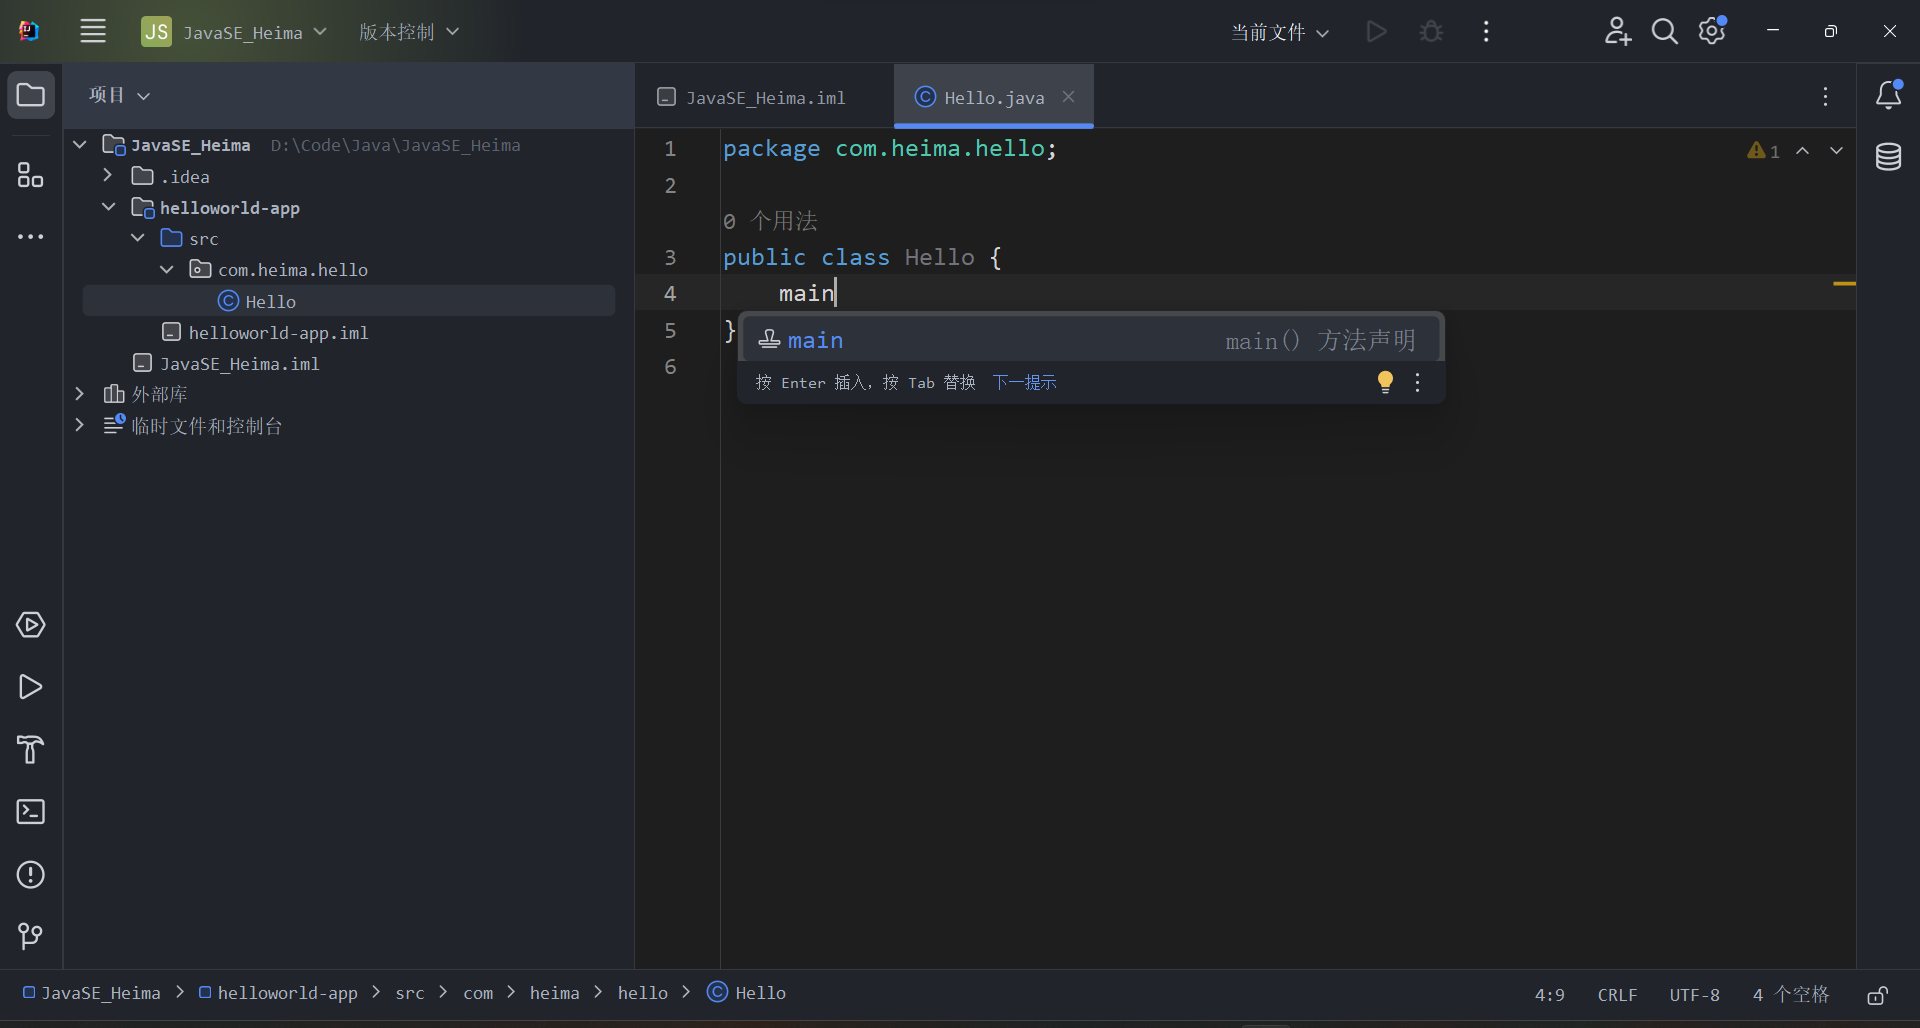 JS JavaSE_Heima 版本控制 当前文件
项目
JavaSE_Heima D:\Code\Java\JavaSE_Heima
.idea
helloworld-app
src
com.heima.hello
Hello
helloworld-app.iml
JavaSE_Heima.iml
外部库
临时文件和控制台
JavaSE_Heima.iml Hello.java
1 package com.heima.hello; 1
2
0 个用法
3 public class Hello {
4 main
5 }
6
main main() 方法声明
按 Enter 插入，按 Tab 替换 下一提示
JavaSE_Heima helloworld-app src com heima hello Hello 4:9 CRLF UTF-8 4 个空格